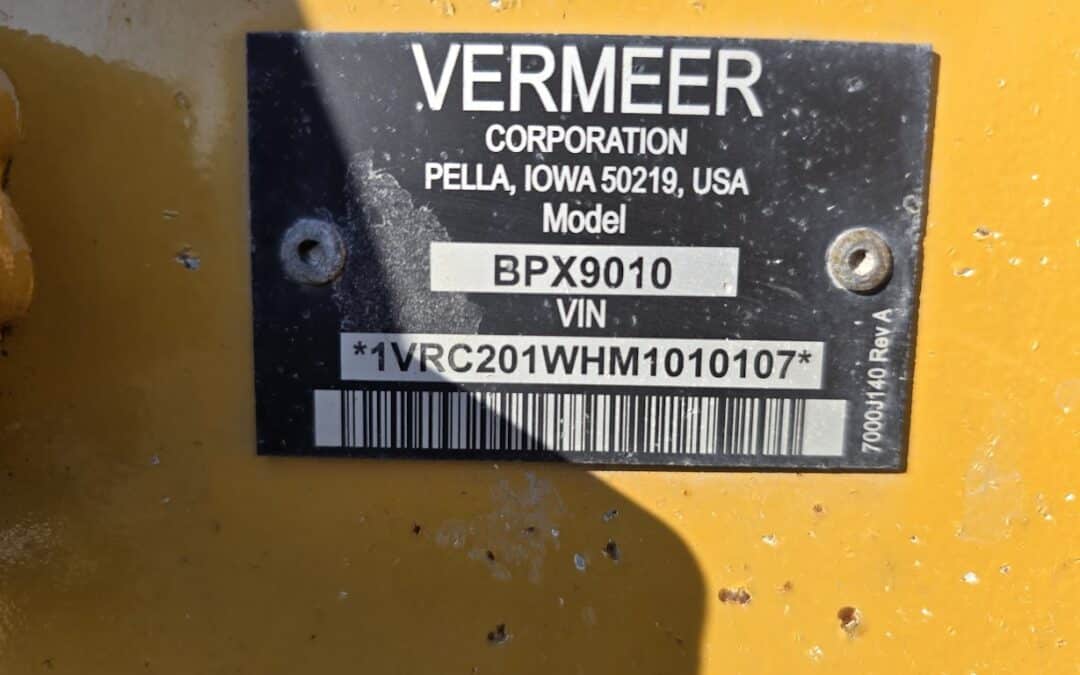 VERMEER
CORPORATION
PELLA, IOWA 50219, USA
Model
BPX9010
VIN
*1VRC201WHM1010107*
7000J140 Rev A